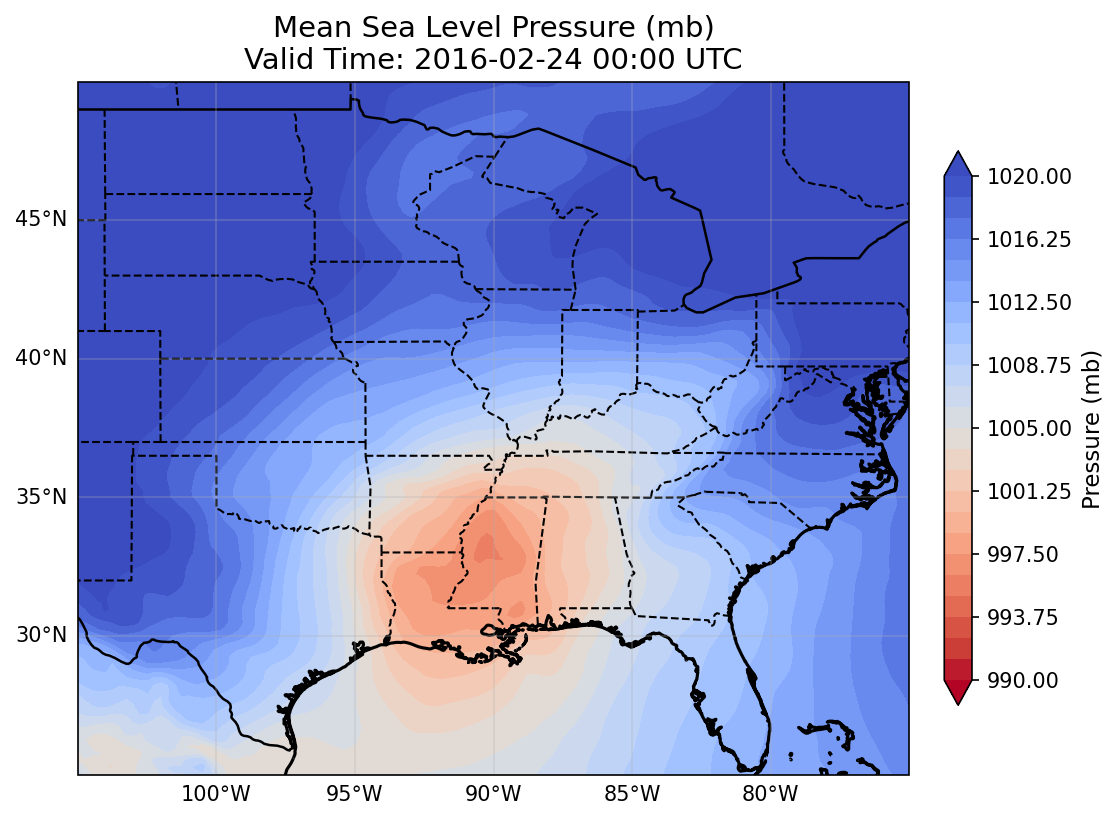 Mean Sea Level Pressure (mb)
Valid Time: 2016-02-24 00:00 UTC
45°N
40°N
35°N
30°N
100°W
95°W
90°W
85°W
80°W
1020.00
1016.25
1012.50
1008.75
1005.00
1001.25
997.50
993.75
990.00
Pressure (mb)